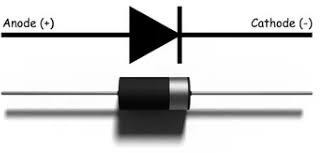 Anode (+)
Cathode (-)